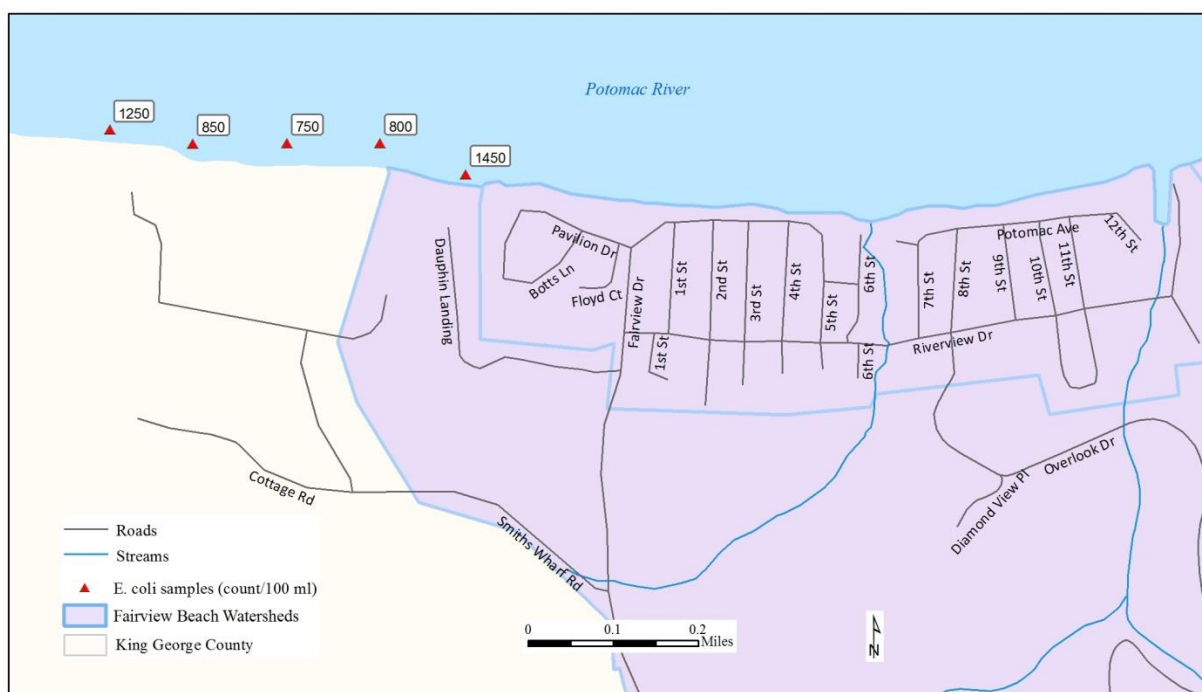 Potomac River
1250
850
750
800
1450
Dauphin Landing
Pavilion Dr
Botts Ln
Floyd Ct
Fairview Dr
1st St
2nd St
3rd St
4th St
5th St
6th St
7th St
8th St
9th St
10th St
11th St
12th St
Potomac Ave
1st St
6th St
Riverview Dr
Overlook Dr
Diamond View Pl
Cottage Rd
Smiths Wharf Rd
Roads
Streams
E. coli samples (count/100 ml)
Fairview Beach Watersheds
King George County
0 0.1 0.2
Miles
N